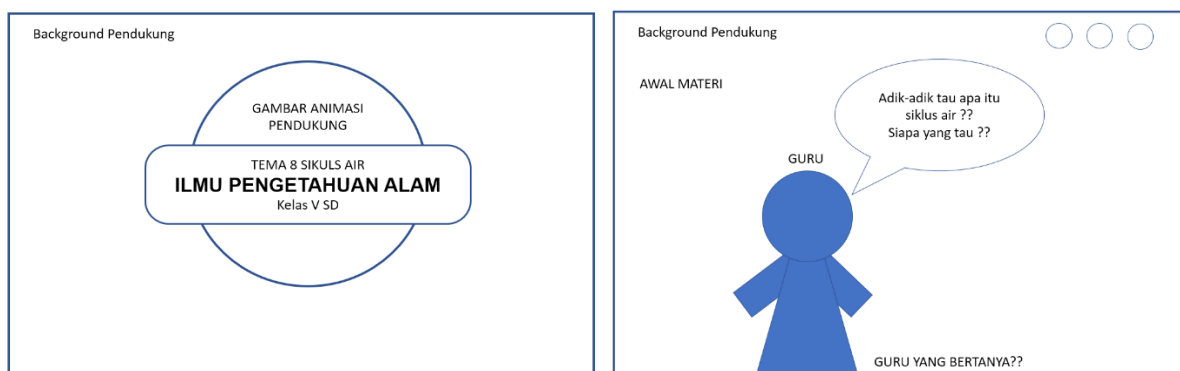 Background Pendukung
GAMBAR ANIMASI
PENDUKUNG
TEMA 8 SIKULS AIR
ILMU PENGETAHUAN ALAM
Kelas V SD
Background Pendukung
AWAL MATERI
Adik-adik tau apa itu
siklus air ??
Siapa yang tau ??
GURU
GURU YANG BERTANYA??